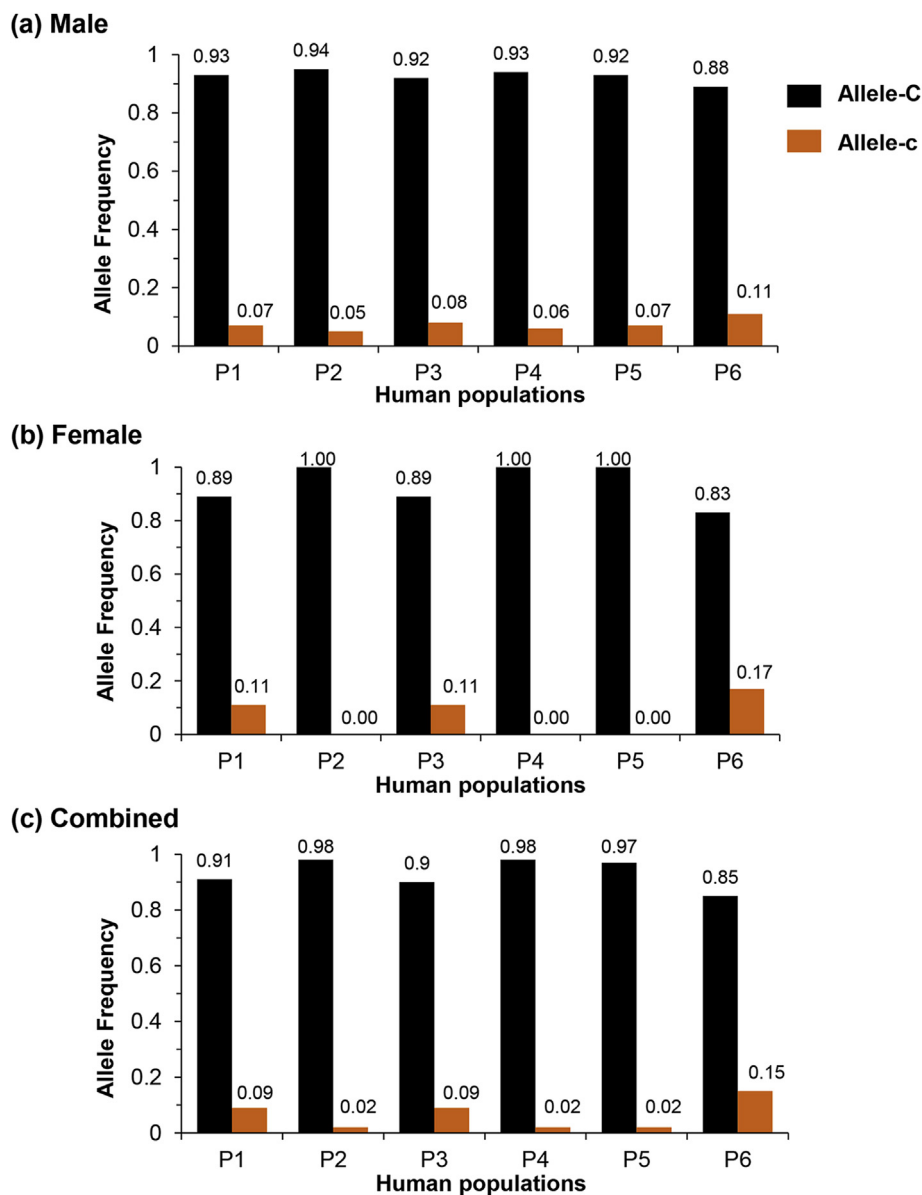 (a) Male
0.93 0.94 0.92 0.93 0.92 0.88
1
0.8
0.6
0.4
0.2
0
Allele Frequency
0.07 0.05 0.08 0.06 0.07 0.11
P1 P2 P3 P4 P5 P6
Human populations
Allele-C
Allele-c
(b) Female
0.89 1.00 0.89 1.00 1.00 0.83
1
0.8
0.6
0.4
0.2
0
Allele Frequency
0.11 0.00 0.11 0.00 0.00 0.17
P1 P2 P3 P4 P5 P6
Human populations
(c) Combined
0.91 0.98 0.9 0.98 0.97 0.85
1
0.8
0.6
0.4
0.2
0
Allele Frequency
0.09 0.02 0.09 0.02 0.02 0.15
P1 P2 P3 P4 P5 P6
Human populations